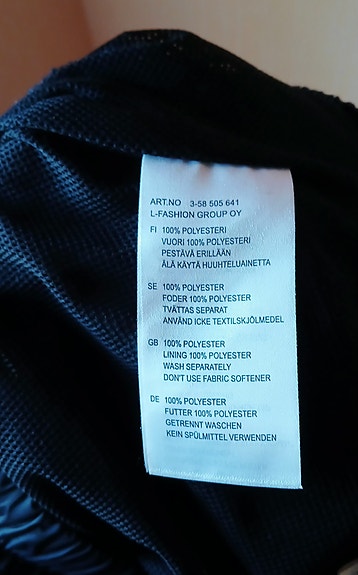 ART.NO 3-58 505 641
L-FASHION GROUP OY
FI 100% POLYESTERI
VUORI 100% POLYESTERI
PESTÄVÄ ERILLÄÄN
ÄLÄ KÄYTÄ HUUHTELUAINETTA
SE 100% POLYESTER
FODER 100% POLYESTER
TVÄTTAS SEPARAT
ANVÄND ICKE TEXTILSKJÖLMEDEL
GB 100% POLYESTER
LINING 100% POLYESTER
WASH SEPARATELY
DON'T USE FABRIC SOFTENER
DE 100% POLYESTER
FUTTER 100% POLYESTER
GETRENNT WASCHEN
KEIN SPÜLMITTEL VERWENDEN